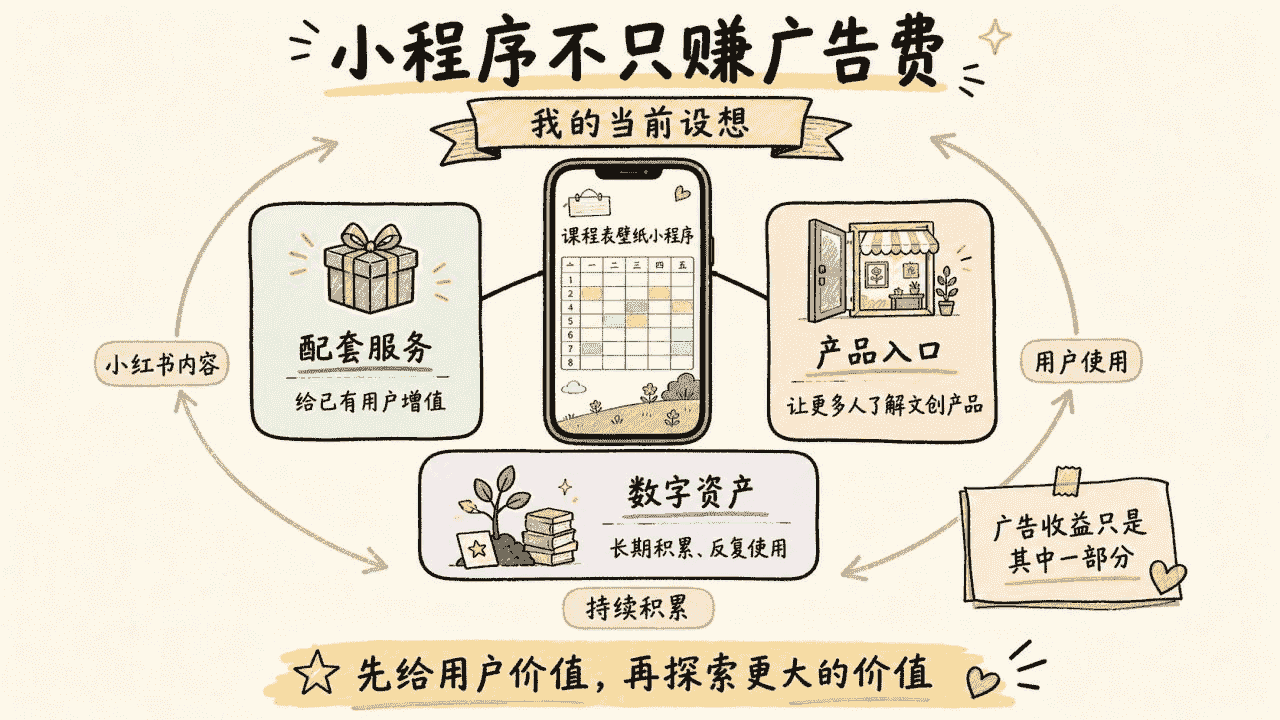 小程序不只赚广告费
我的当前设想
配套服务
给已有用户增值
课程表壁纸小程序
一 二 三 四 五
1
2
4
5
6
7
8
产品入口
让更多人了解文创产品
小红书内容
用户使用
数字资产
长期积累、反复使用
持续积累
广告收益只是
其中一部分
先给用户价值，再探索更大的价值